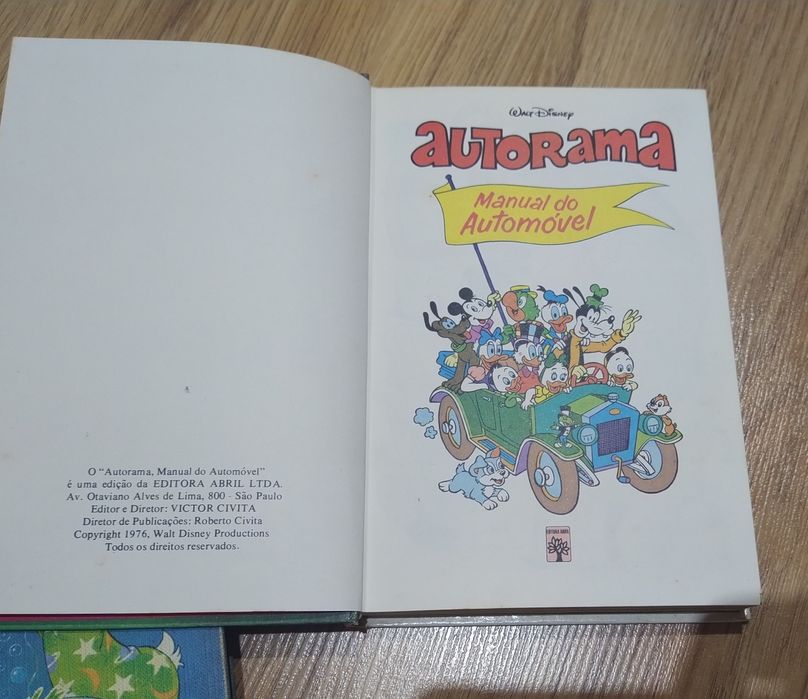 O "Autorama, Manual do Automóvel"
é uma edição da EDITORA ABRIL LTDA.
Av. Otaviano Alves de Lima, 800 - São Paulo
Editor e Diretor: VICTOR CIVITA
Diretor de Publicações: Roberto Civita
Copyright 1976, Walt Disney Productions
Todos os direitos reservados.
WALT DISNEY
AUTORAMA
Manual do
Automóvel
EDITORA ABRIL